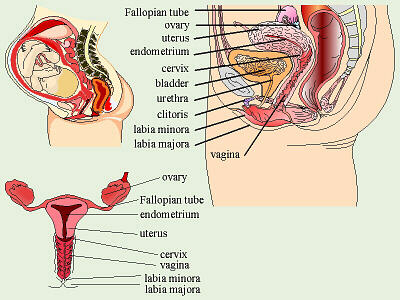 Fallopian tube
ovary
uterus
endometrium
cervix
bladder
urethra
clitoris
labia minora
labia majora
vagina
ovary
Fallopian tube
endometrium
uterus
cervix
vagina
labia minora
labia majora